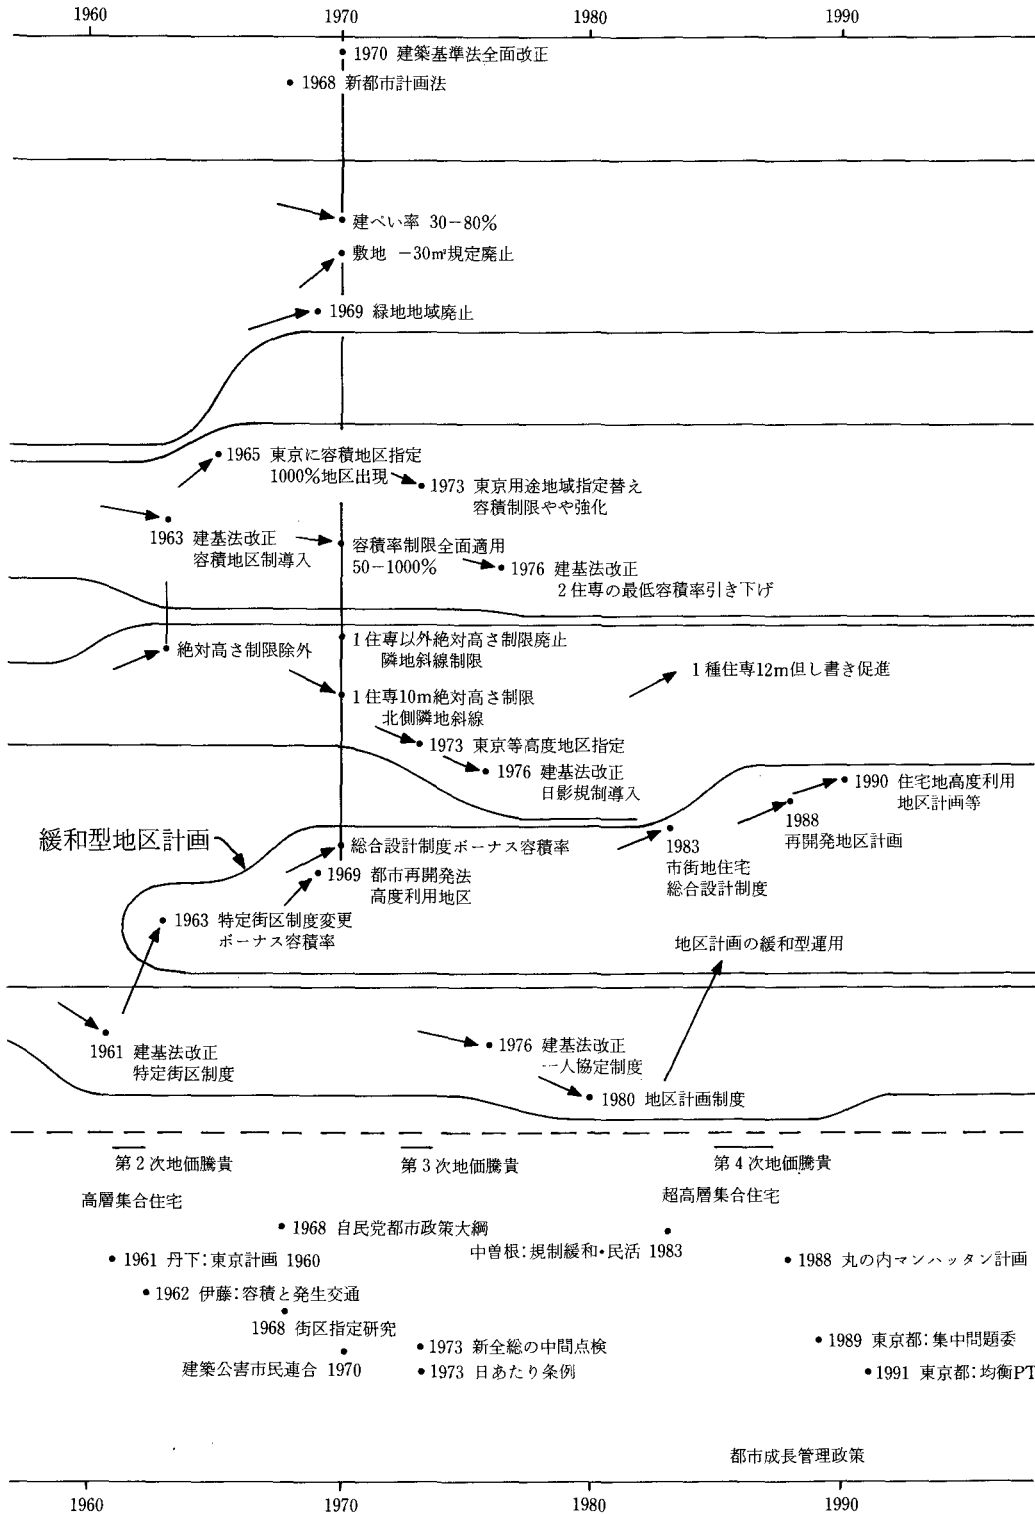 1960 1970 1980 1990
1970 建築基準法全面改正
1968 新都市計画法
建ぺい率 30−80%
敷地 −30㎡規定廃止
1969 緑地地域廃止
1965 東京に容積地区指定
1000%地区出現
1973 東京用途地域指定替え
容積制限やや強化
1963 建基法改正
容積地区制導入
容積率制限全面適用
50−1000%
1976 建基法改正
2住専の最低容積率引き下げ
絶対高さ制限除外
1住専以外絶対高さ制限廃止
隣地斜線制限
1種住専12m但し書き促進
1住専10m絶対高さ制限
北側隣地斜線
1973 東京等高度地区指定
1976 建基法改正
日影規制導入
1990 住宅地高度利用
地区計画等
1988
再開発地区計画
緩和型地区計画
総合設計制度ボーナス容積率
1983
市街地住宅
総合設計制度
1969 都市再開発法
高度利用地区
1963 特定街区制度変更
ボーナス容積率
地区計画の緩和型運用
1961 建基法改正
特定街区制度
1976 建基法改正
一人協定制度
1980 地区計画制度
第2次地価騰貴
第3次地価騰貴
第4次地価騰貴
高層集合住宅
超高層集合住宅
1968 自民党都市政策大綱
中曽根:規制緩和・民活 1983
1961 丹下:東京計画 1960
1988 丸の内マンハッタン計画
1962 伊藤:容積と発生交通
1968 街区指定研究
1973 新全総の中間点検
1989 東京都:集中問題委
建築公害市民連合 1970
1973 日あたり条例
1991 東京都:均衡PT
都市成長管理政策
1960 1970 1980 1990